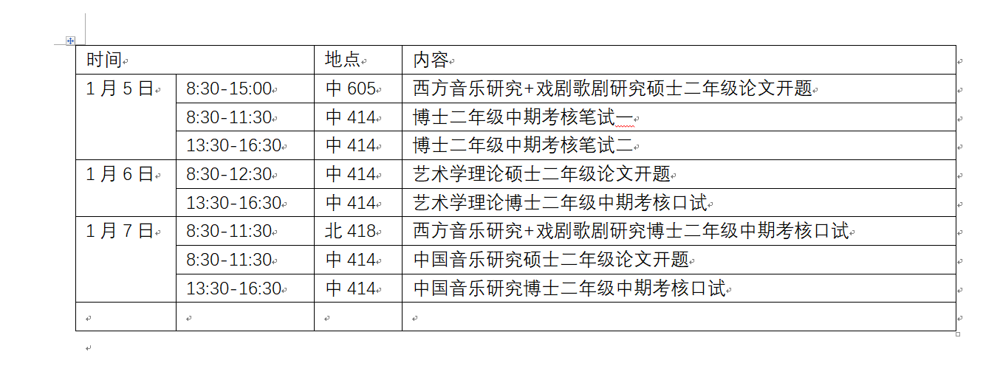 时间 地点 内容
1月5日 8:30-15:00 中 605 西方音乐研究+戏剧歌剧研究硕士二年级论文开题
8:30-11:30 中 414 博士二年级中期考核笔试一
13:30-16:30 中 414 博士二年级中期考核笔试二
1月6日 8:30-12:30 中 414 艺术学理论硕士二年级论文开题
13:30-16:30 中 414 艺术学理论博士二年级中期考核口试
1月7日 8:30-11:30 北 418 西方音乐研究+戏剧歌剧研究博士二年级中期考核口试
8:30-11:30 中 414 中国音乐研究硕士二年级论文开题
13:30-16:30 中 414 中国音乐研究博士二年级中期考核口试